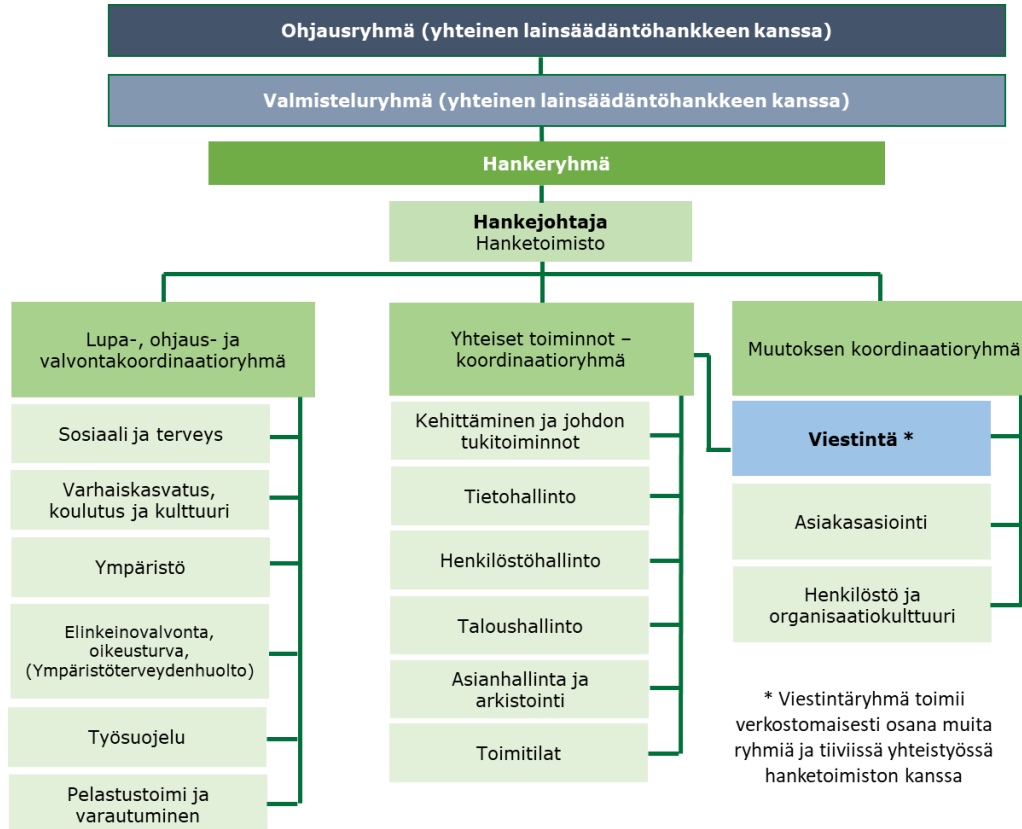 Ohjausryhmä (yhteinen lainsäädäntöhankkeen kanssa)
Valmisteluryhmä (yhteinen lainsäädäntöhankkeen kanssa)
Hankeryhmä
Hankejohtaja
Hanketoimisto
Lupa-, ohjaus- ja
valvontakoordinaatioryhmä
Sosiaali ja terveys
Varhaiskasvatus,
koulutus ja kulttuuri
Ympäristö
Elinkeinovalvonta,
oikeusturva,
(Ympäristöterveydenhuolto)
Työsuojelu
Pelastustoimi ja
varautuminen
Yhteiset toiminnot –
koordinaatioryhmä
Kehittäminen ja johdon
tukitoiminnot
Tietohallinto
Henkilöstöhallinto
Taloushallinto
Asianhallinta ja
arkistointi
Toimitilat
Muutoksen koordinaatioryhmä
Viestintä *
Asiakasasiointi
Henkilöstö ja
organisaatiokulttuuri
* Viestintäryhmä toimii
verkostomaisesti osana muita
ryhmiä ja tiiviissä yhteistyössä
hanketoimiston kanssa